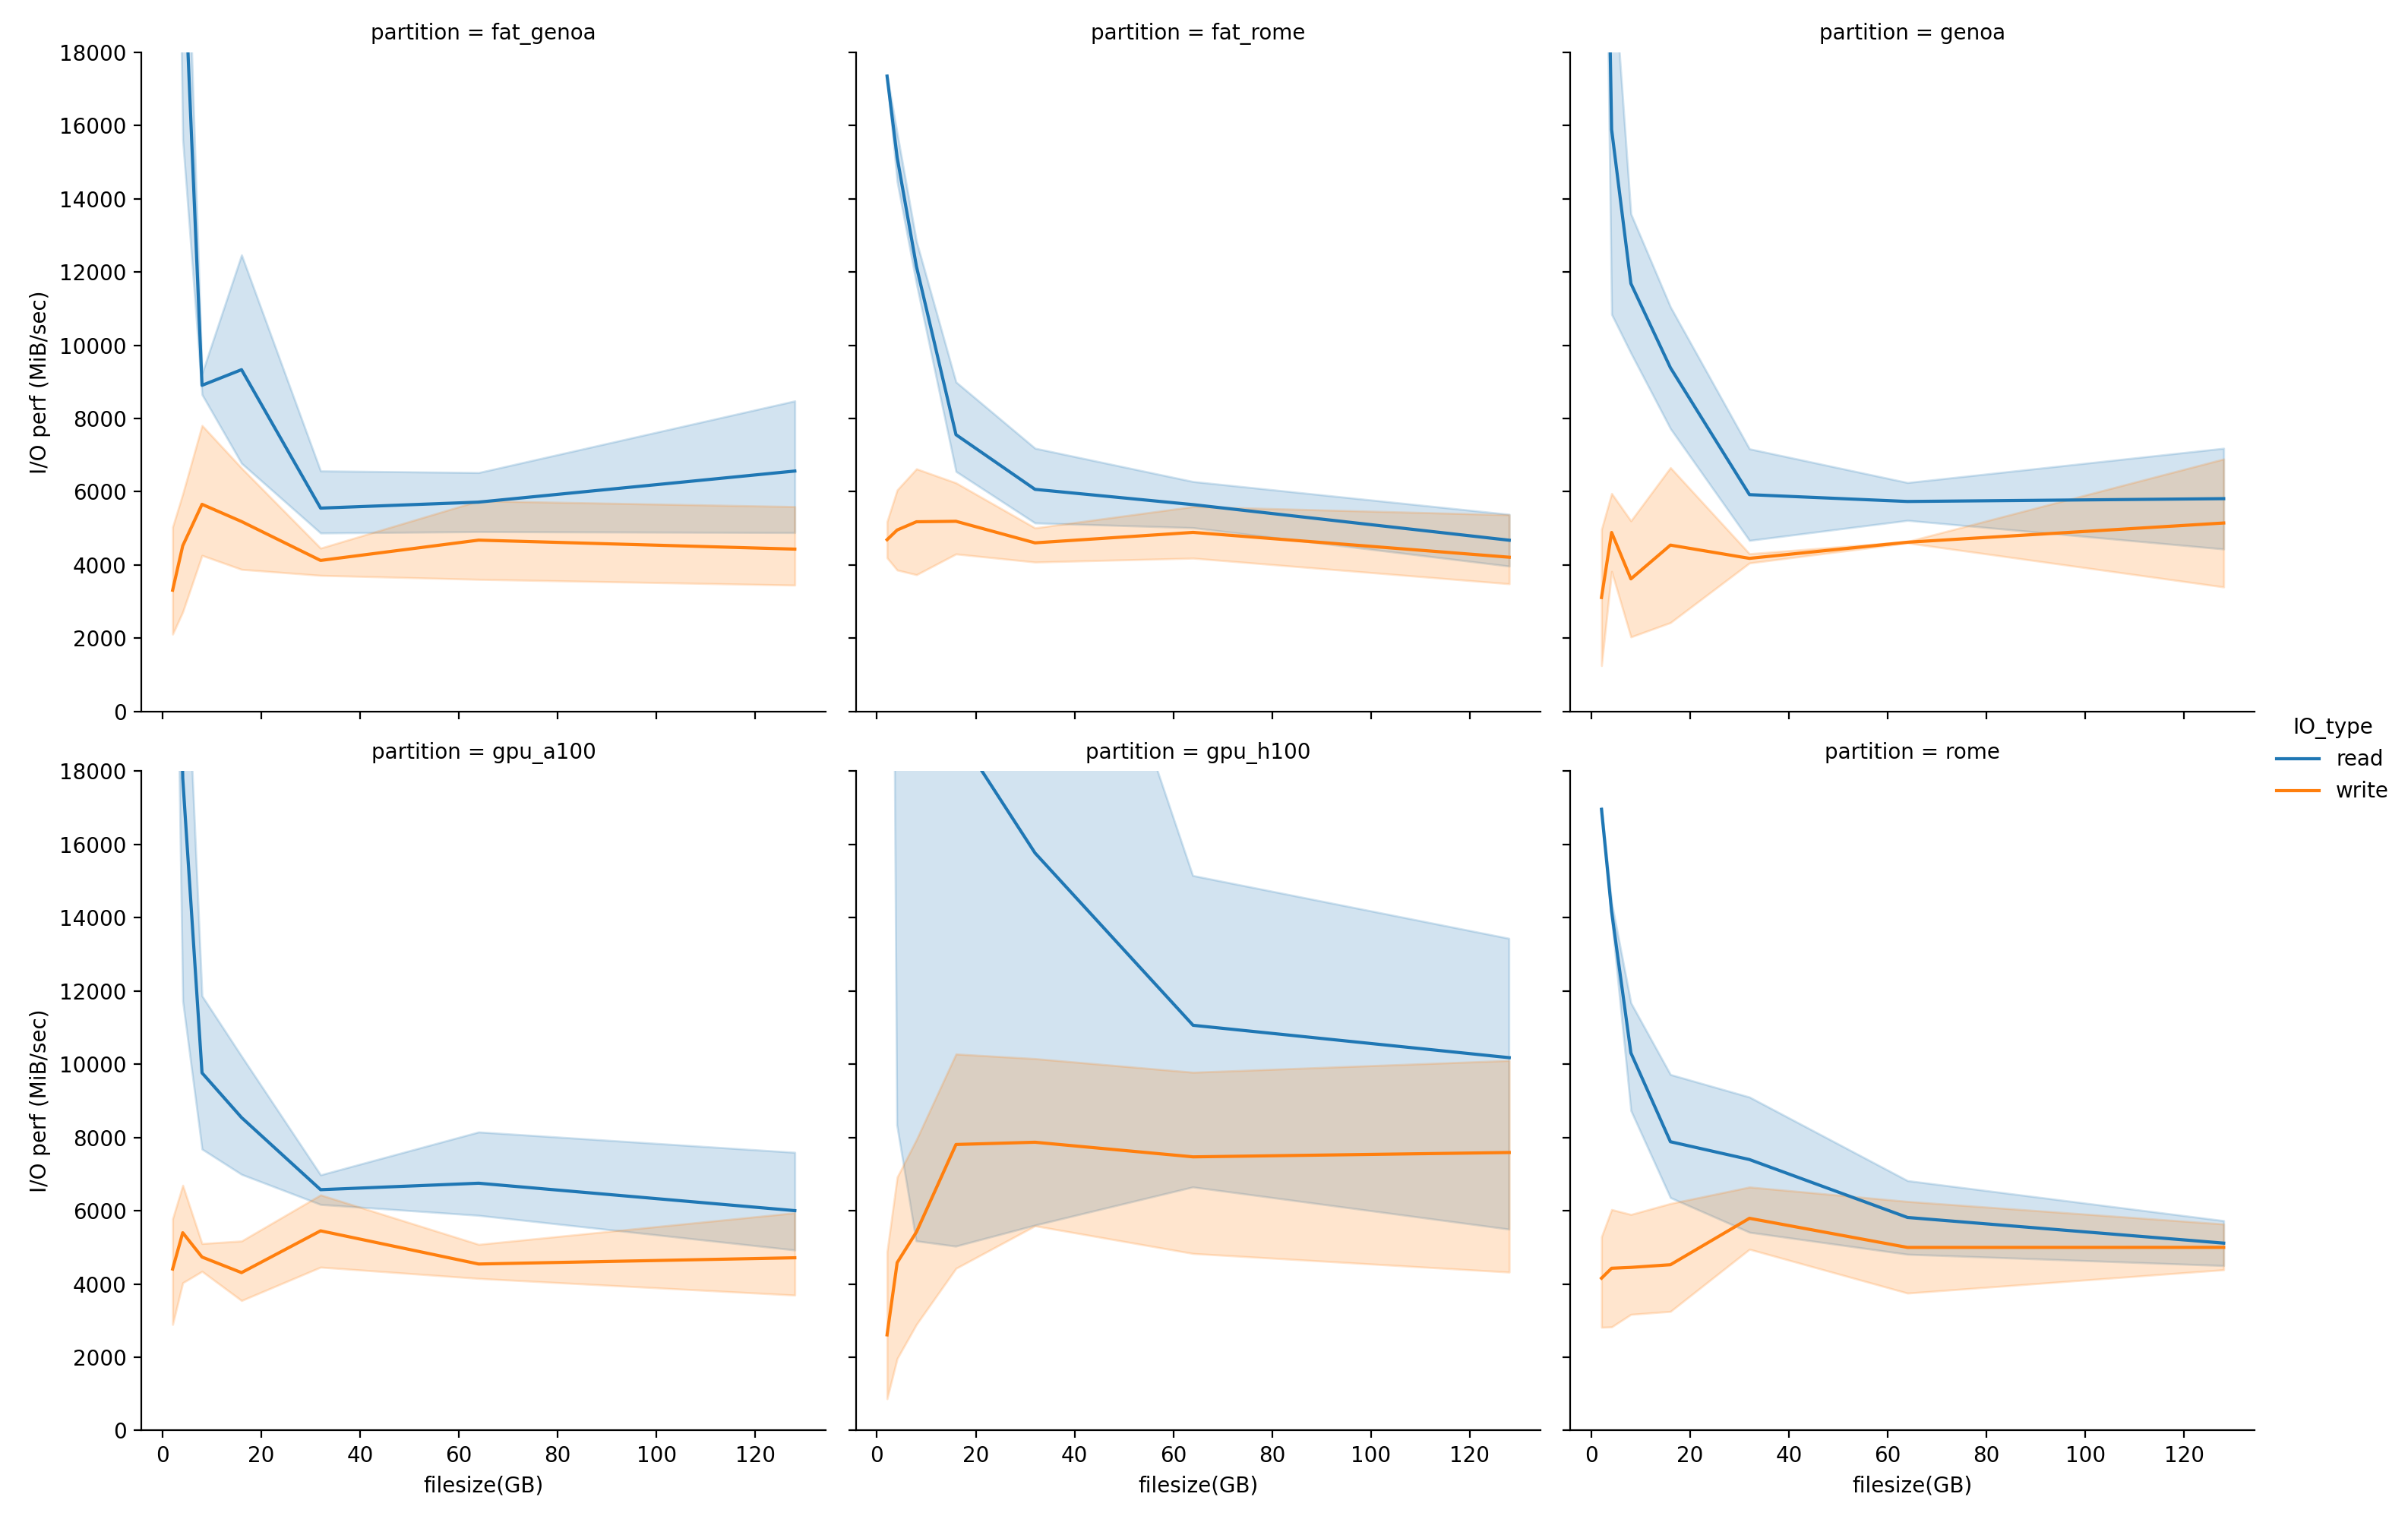 partition = fat_genoa
partition = fat_rome
partition = genoa
18000
16000
14000
12000
10000
8000
6000
4000
2000
0
I/O perf (MiB/sec)
partition = gpu_a100
partition = gpu_h100
partition = rome
IO_type
read
write
18000
16000
14000
12000
10000
8000
6000
4000
2000
0
I/O perf (MiB/sec)
0 20 40 60 80 100 120
0 20 40 60 80 100 120
0 20 40 60 80 100 120
filesize(GB)
filesize(GB)
filesize(GB)